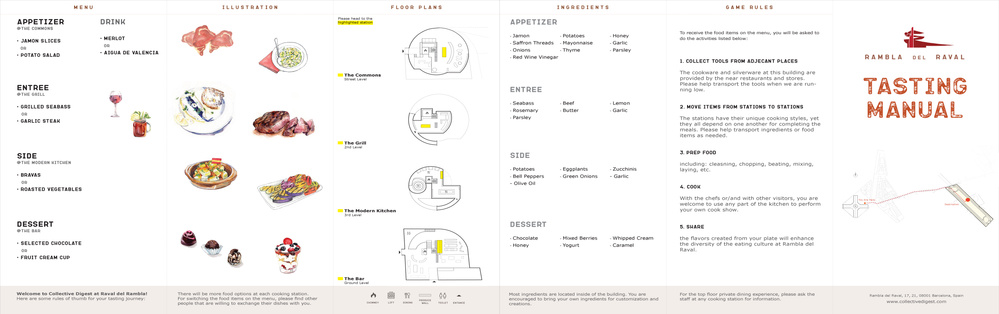 MENU
APPETIZER
@THE COMMONS
· JAMON SLICES
OR
· POTATO SALAD
DRINK
· MERLOT
OR
· AIGUA DE VALENCIA
ENTREE
@THE GRILL
· GRILLED SEABASS
OR
· GARLIC STEAK
SIDE
@THE MODERN KITCHEN
· BRAVAS
OR
· ROASTED VEGETABLES
DESSERT
@THE BAR
· SELECTED CHOCOLATE
OR
· FRUIT CREAM CUP
Welcome to Collective Digest at Raval del Rambla!
Here are some rules of thumb for your tasting journey:
ILLUSTRATION
There will be more food options at each cooking station.
For switching the food items on the menu, please find other
people that are willing to exchange their dishes with you.
FLOOR PLANS
Please head to the
highlighted station
The Commons
Street Level
The Grill
2nd Level
The Modern Kitchen
3rd Level
The Bar
Ground Level
LIFT
TOILET
INGREDIENTS
APPETIZER
· Jamon
· Saffron Threads
· Onions
· Red Wine Vinegar
· Potatoes
· Mayonnaise
· Thyme
· Honey
· Garlic
· Parsley
ENTREE
· Seabass
· Rosemary
· Parsley
· Beef
· Butter
· Lemon
· Garlic
SIDE
· Potatoes
· Bell Peppers
· Olive Oil
· Eggplants
· Green Onions
· Zucchinis
· Garlic
DESSERT
· Chocolate
· Honey
· Mixed Berries
· Yogurt
· Whipped Cream
· Caramel
Most ingredients are located inside of the building. You are
encouraged to bring your own ingredients for customization and
creations.
GAME RULES
To receive the food items on the menu, you will be asked to
do the activities listed below:
1. COLLECT TOOLS FROM ADJECANT PLACES
The cookware and silverware at this building are
provided by the near restaurants and stores.
Please help transport the tools when we are run-
ning low.
2. MOVE ITEMS FROM STATIONS TO STATIONS
The stations have their unique cooking styles, yet
they all depend on one another for completing the
meals. Please help transport ingredients or food
items as needed.
3. PREP FOOD
including: cleaning, chopping, beating, mixing,
laying, etc.
4. COOK
With the chefs or/and with other visitors, you are
welcome to use any part of the kitchen to perform
your own cook show.
5. SHARE
the flavors created from your plate will enhance
the diversity of the eating culture at Rambla del
Raval.
For the top floor private dining experience, please ask the
staff at any cooking station for information.
RAMBLA DEL RAVAL
TASTING
MANUAL
Rambla del Raval, 17, 21, 08001 Barcelona, Spain
www.collectivedigest.com